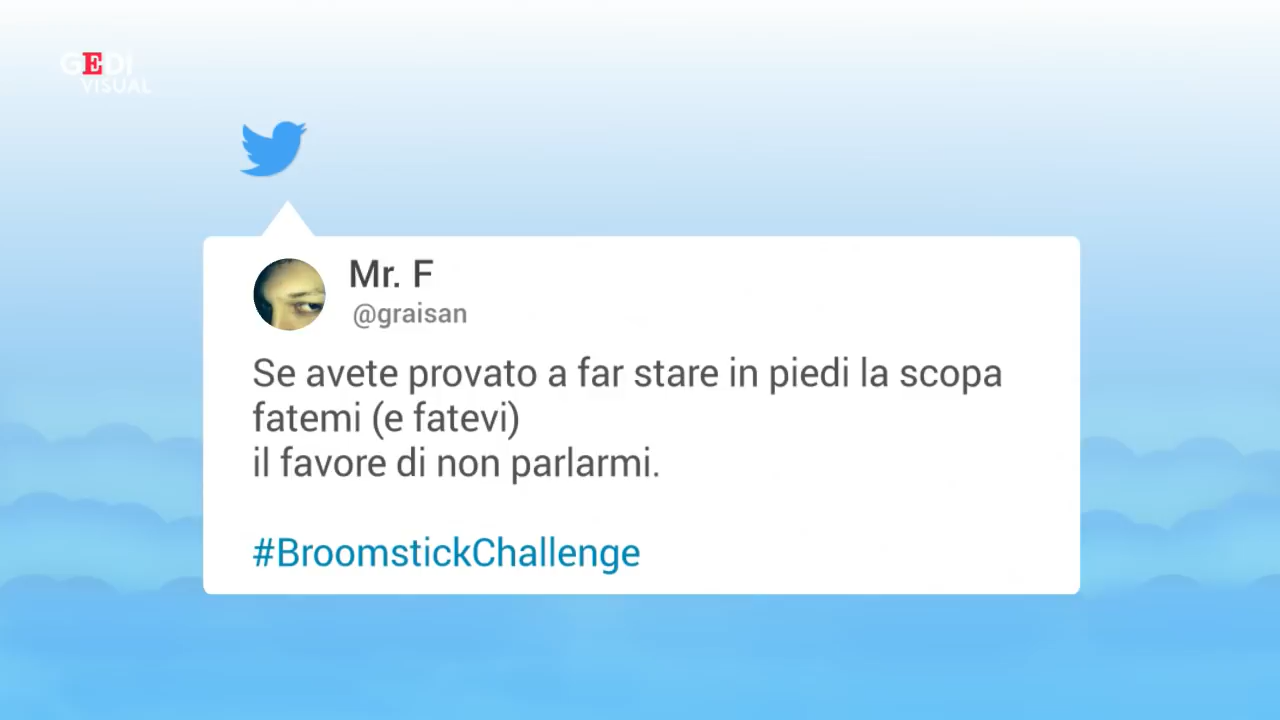 GEDI
VISUAL
Mr. F
@graisan
Se avete provato a far stare in piedi la scopa
fatemi (e fatevi)
il favore di non parlarmi.
#BroomstickChallenge